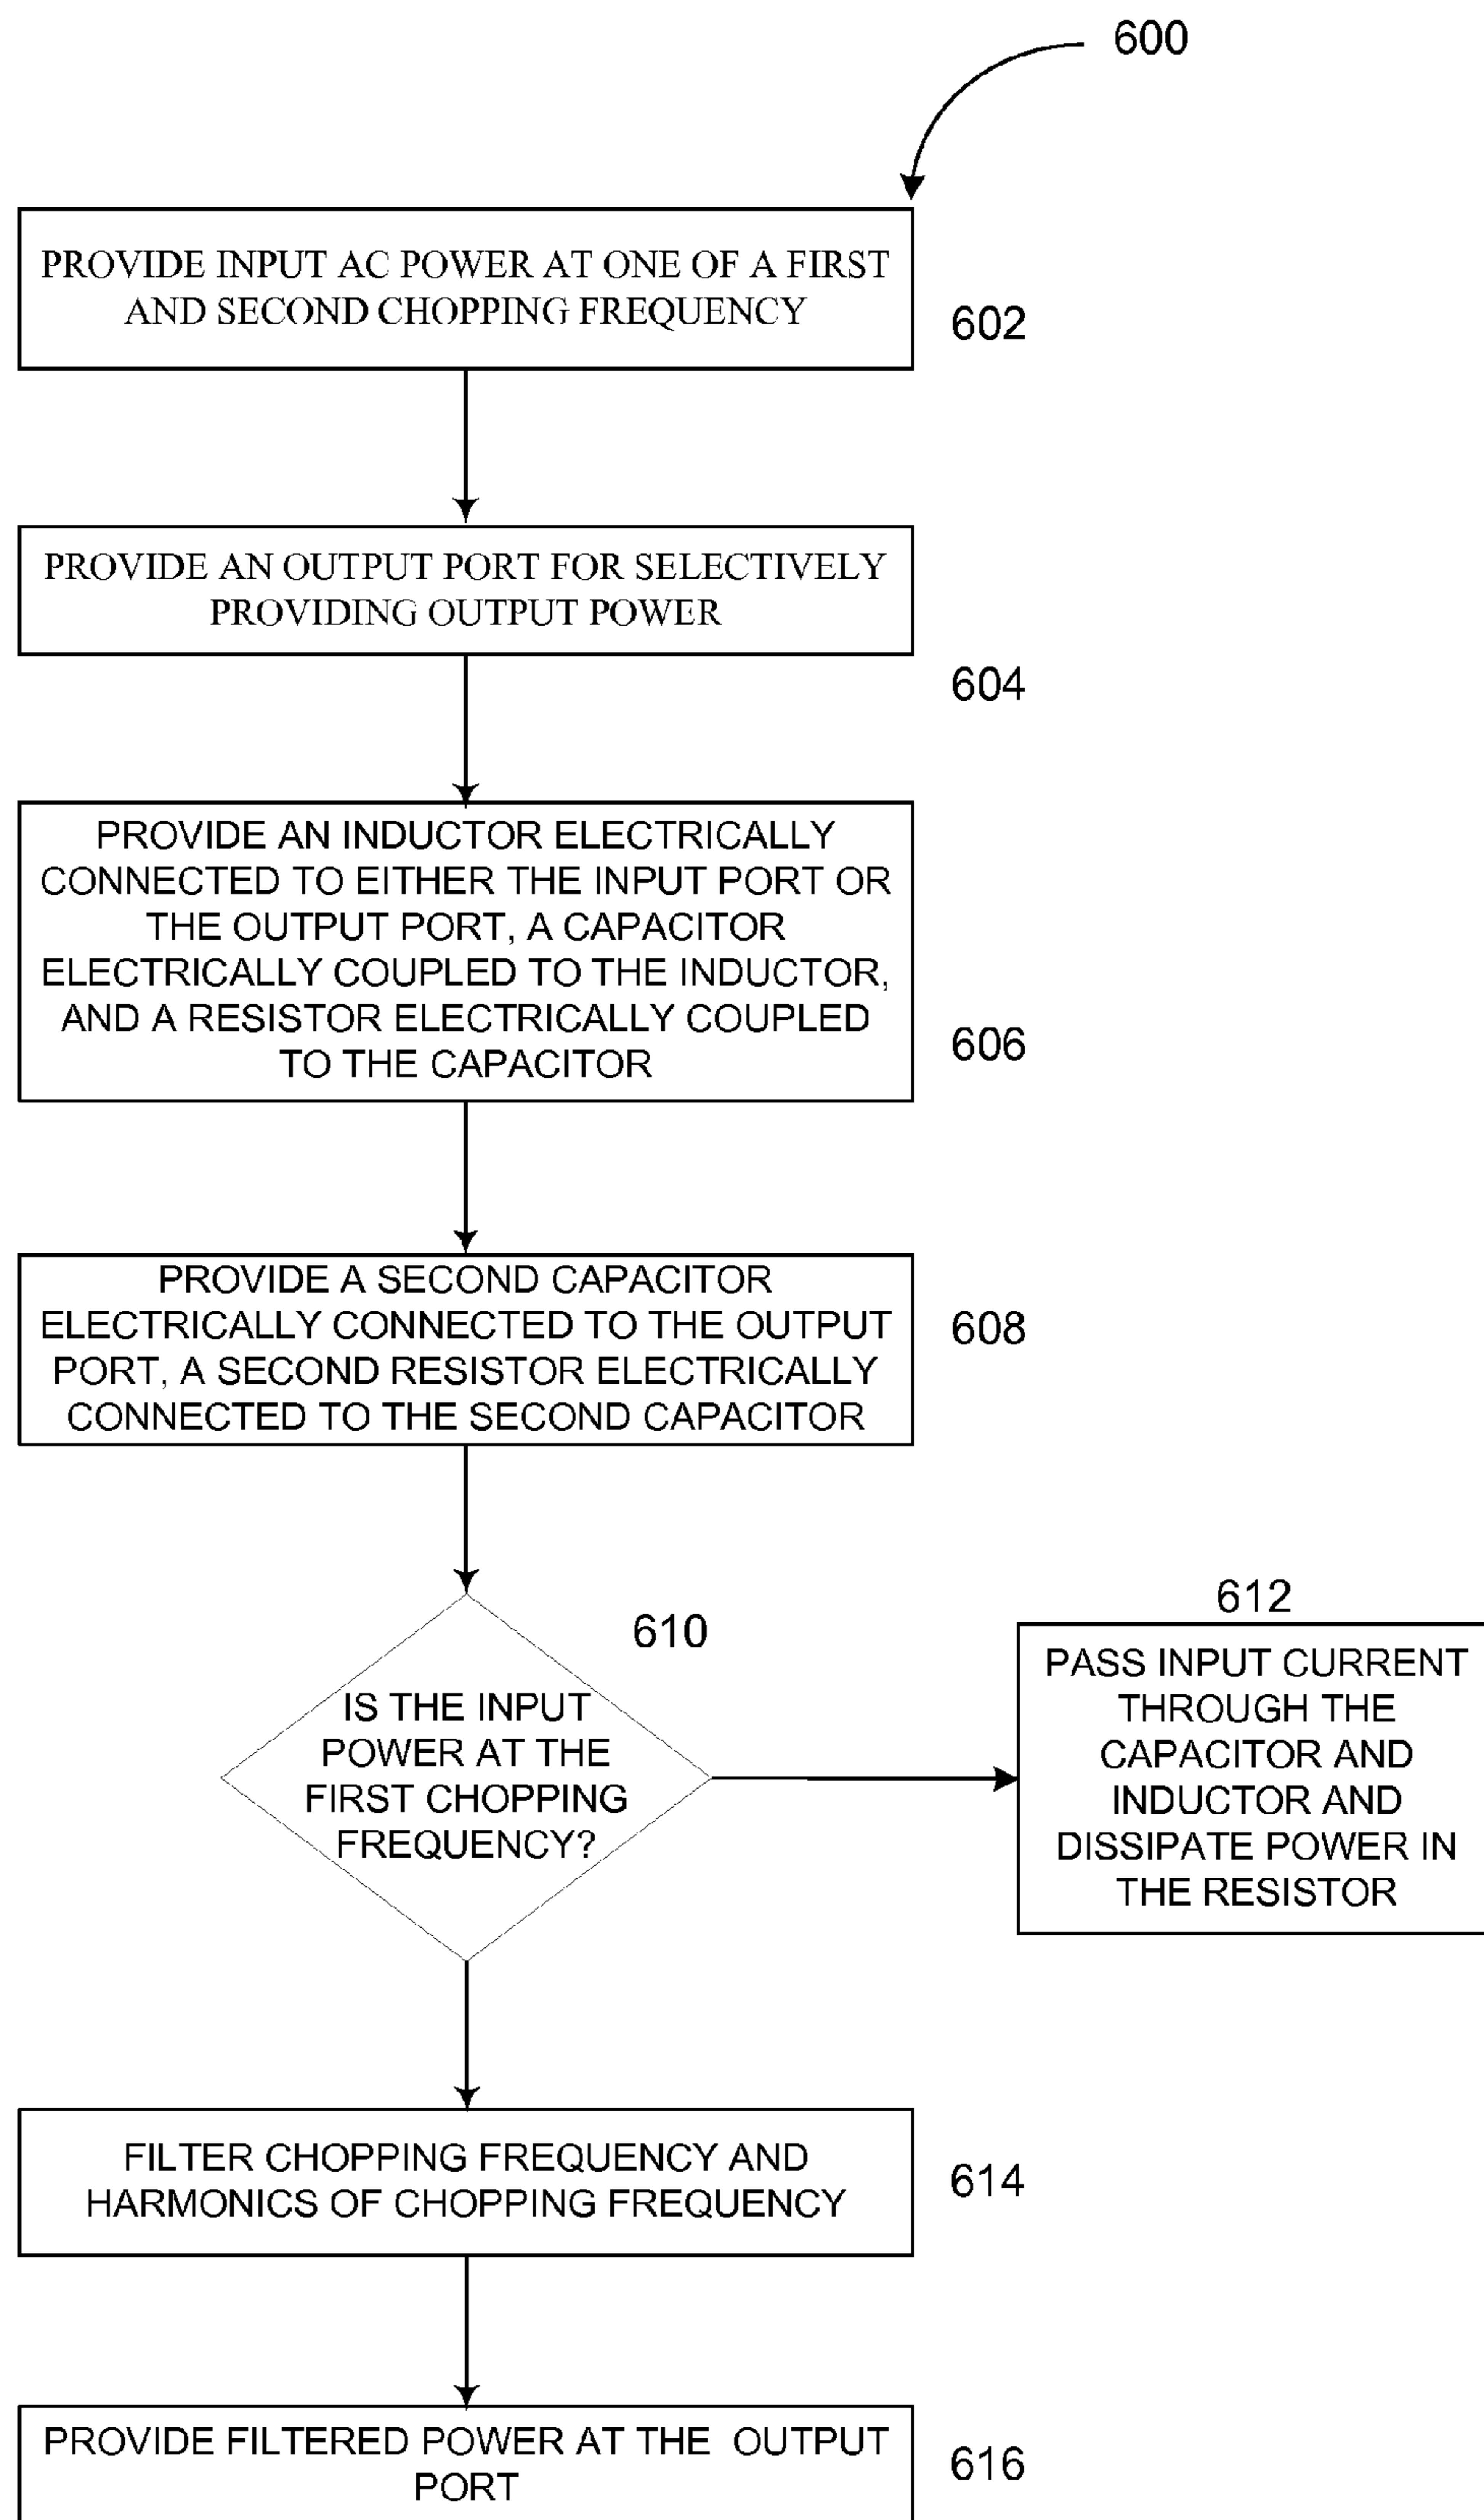 600
PROVIDE INPUT AC POWER AT ONE OF A FIRST
AND SECOND CHOPPING FREQUENCY
602
PROVIDE AN OUTPUT PORT FOR SELECTIVELY
PROVIDING OUTPUT POWER
604
PROVIDE AN INDUCTOR ELECTRICALLY
CONNECTED TO EITHER THE INPUT PORT OR
THE OUTPUT PORT, A CAPACITOR
ELECTRICALLY COUPLED TO THE INDUCTOR,
AND A RESISTOR ELECTRICALLY COUPLED
TO THE CAPACITOR
606
PROVIDE A SECOND CAPACITOR
ELECTRICALLY CONNECTED TO THE OUTPUT
PORT, A SECOND RESISTOR ELECTRICALLY
CONNECTED TO THE SECOND CAPACITOR
608
610
IS THE INPUT
POWER AT THE
FIRST CHOPPING
FREQUENCY?
612
PASS INPUT CURRENT
THROUGH THE
CAPACITOR AND
INDUCTOR AND
DISSIPATE POWER IN
THE RESISTOR
FILTER CHOPPING FREQUENCY AND
HARMONICS OF CHOPPING FREQUENCY
614
PROVIDE FILTERED POWER AT THE OUTPUT
PORT
616